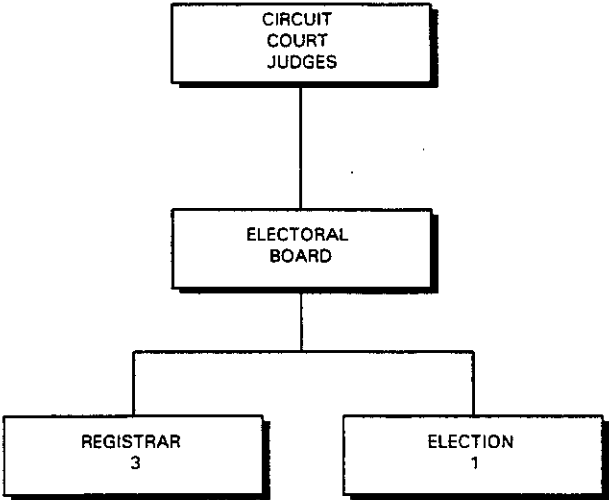 CIRCUIT
COURT
JUDGES
ELECTORAL
BOARD
REGISTRAR
3
ELECTION
1